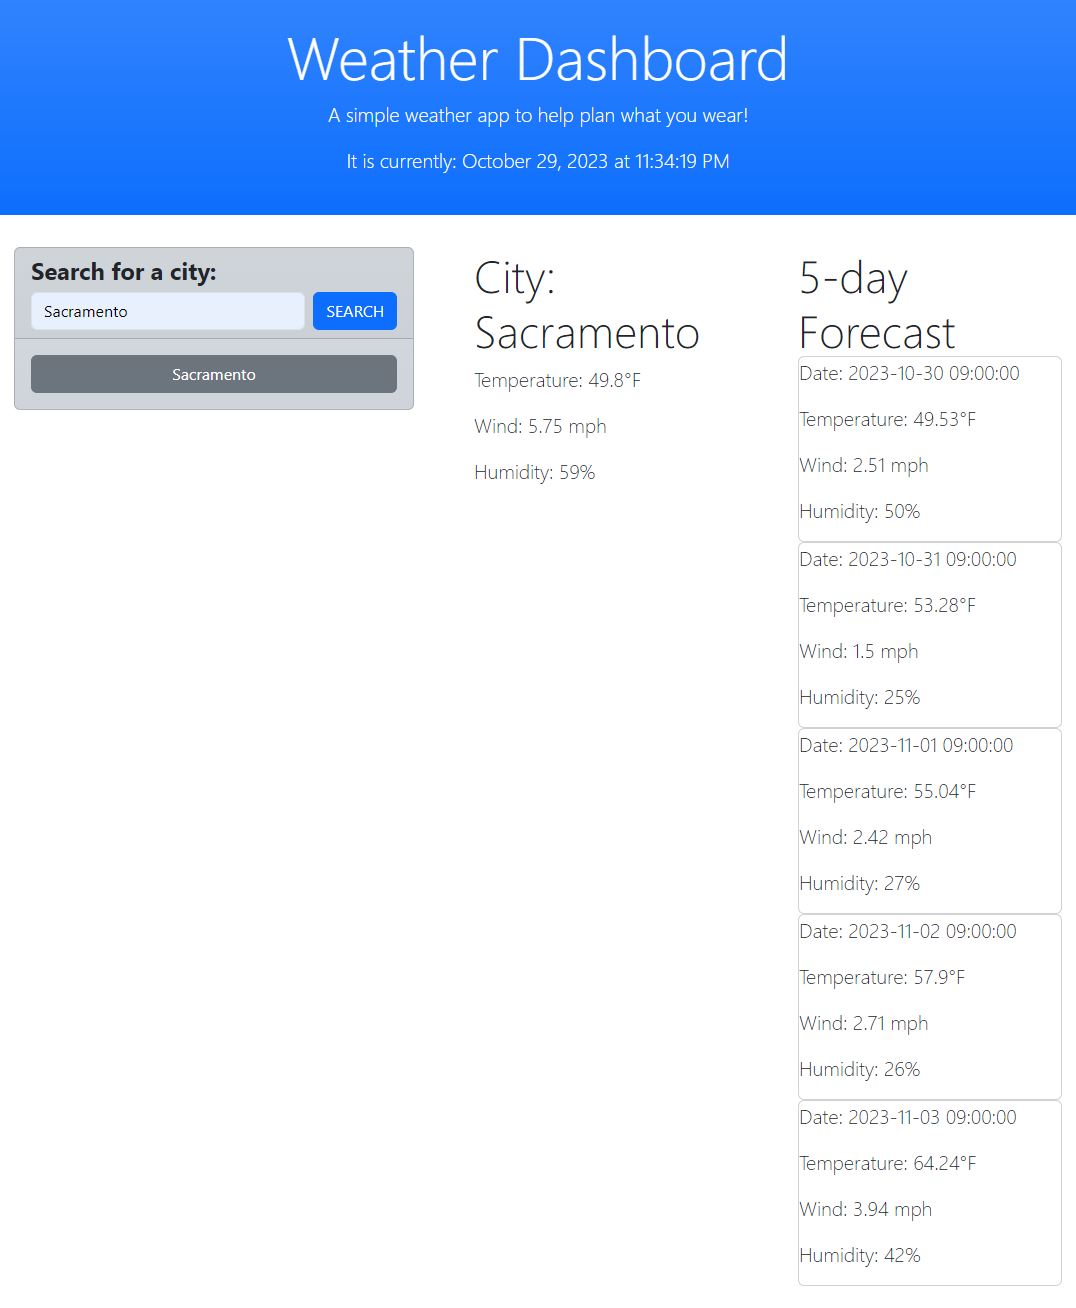 Weather Dashboard
A simple weather app to help plan what you wear!
It is currently: October 29, 2023 at 11:34:19 PM
Search for a city:
Sacramento
SEARCH
Sacramento
City:
Sacramento
Temperature: 49.8°F
Wind: 5.75 mph
Humidity: 59%
5-day
Forecast
Date: 2023-10-30 09:00:00
Temperature: 49.53°F
Wind: 2.51 mph
Humidity: 50%
Date: 2023-10-31 09:00:00
Temperature: 53.28°F
Wind: 1.5 mph
Humidity: 25%
Date: 2023-11-01 09:00:00
Temperature: 55.04°F
Wind: 2.42 mph
Humidity: 27%
Date: 2023-11-02 09:00:00
Temperature: 57.9°F
Wind: 2.71 mph
Humidity: 26%
Date: 2023-11-03 09:00:00
Temperature: 64.24°F
Wind: 3.94 mph
Humidity: 42%